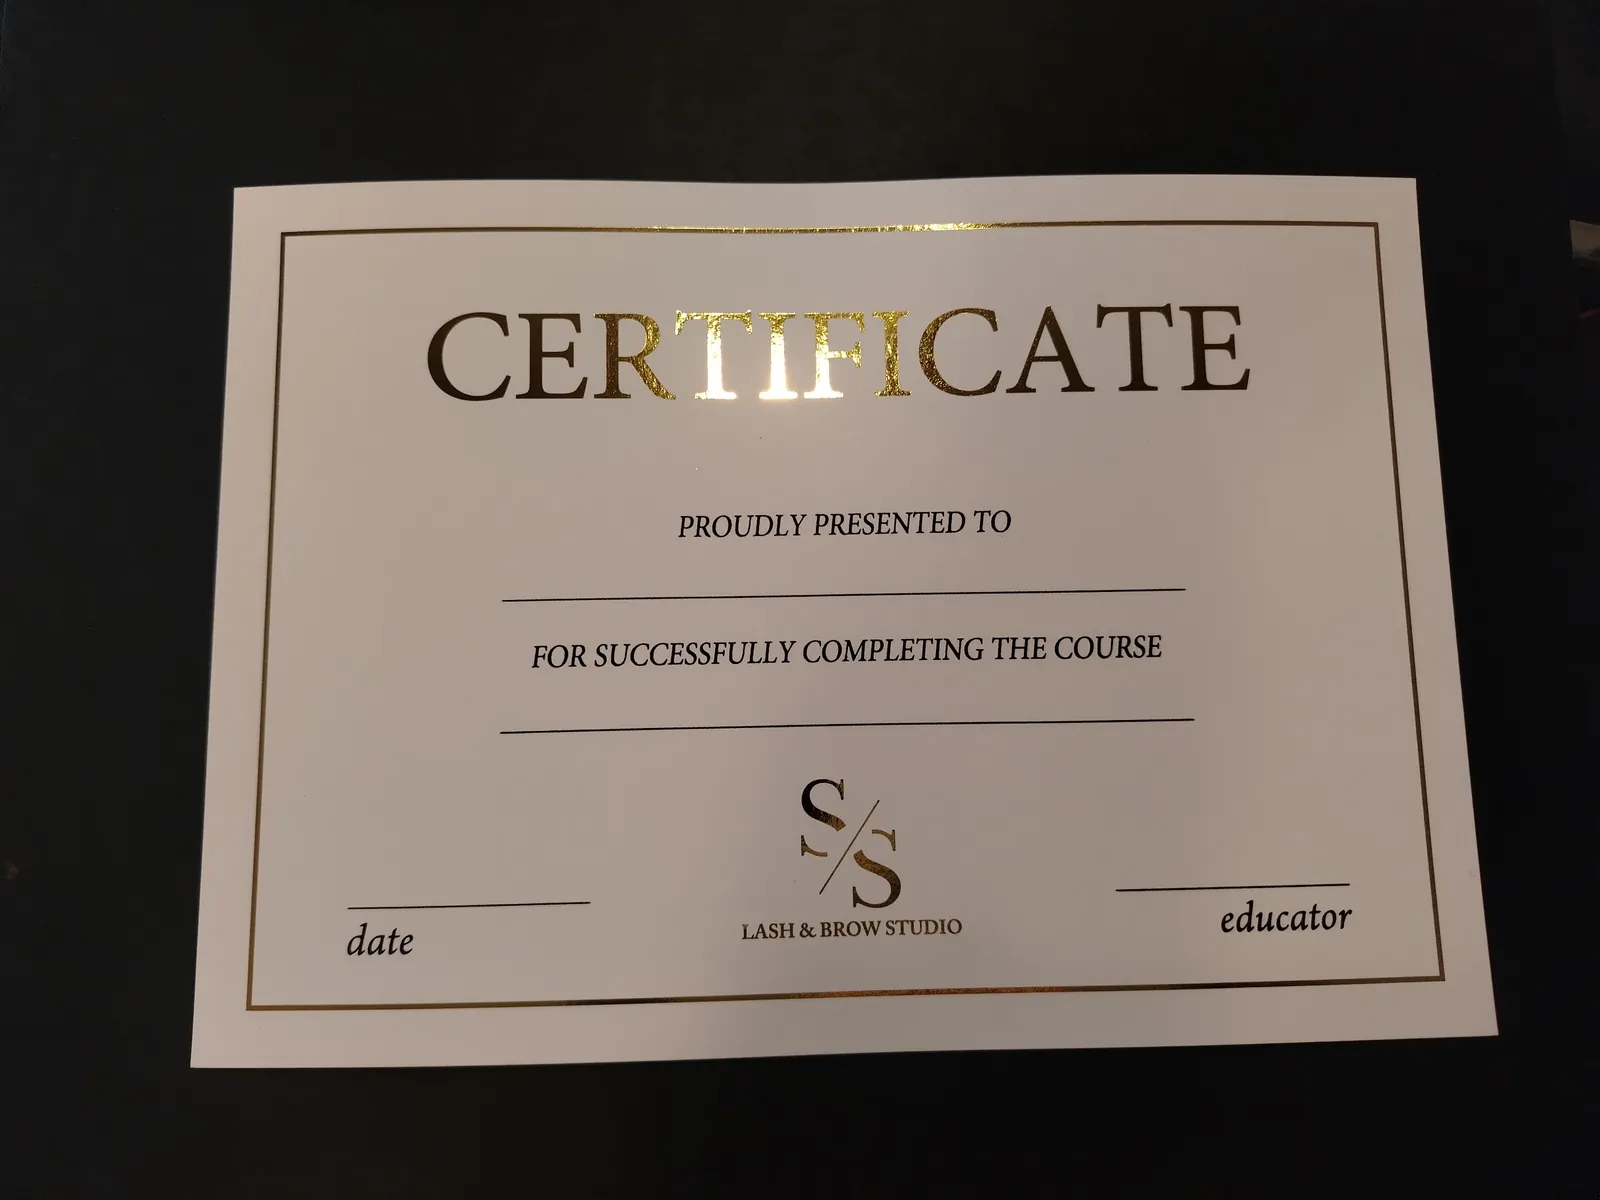 CERTIFICATE
PROUDLY PRESENTED TO
FOR SUCCESSFULLY COMPLETING THE COURSE
S/S
LASH & BROW STUDIO
date
educator